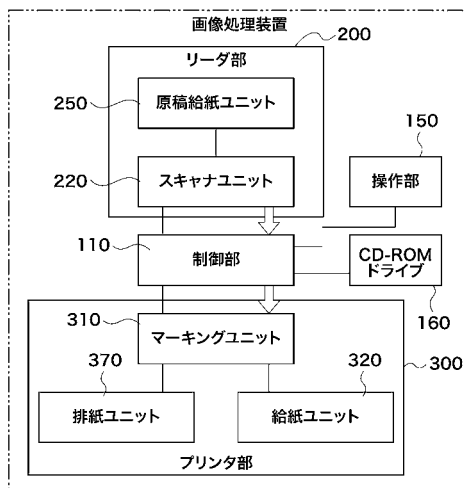 画像処理装置
200
リーダ部
250
原稿給紙ユニット
220
スキャナユニット
150
操作部
110
制御部
CD-ROM
ドライブ
160
310
マーキングユニット
370
320
300
排紙ユニット
給紙ユニット
プリンタ部